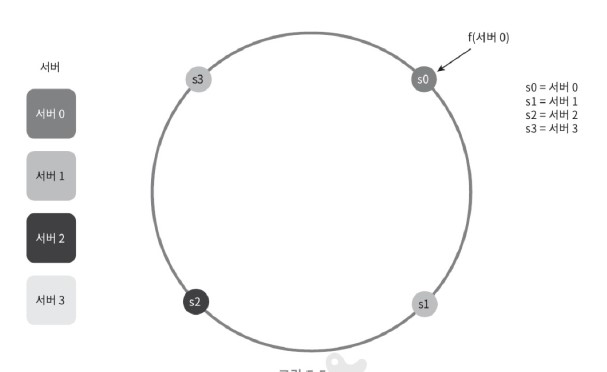 서버
서버 0
서버 1
서버 2
서버 3
f(서버 0)
s3
s0
s2
s1
s0 = 서버 0
s1 = 서버 1
s2 = 서버 2
s3 = 서버 3